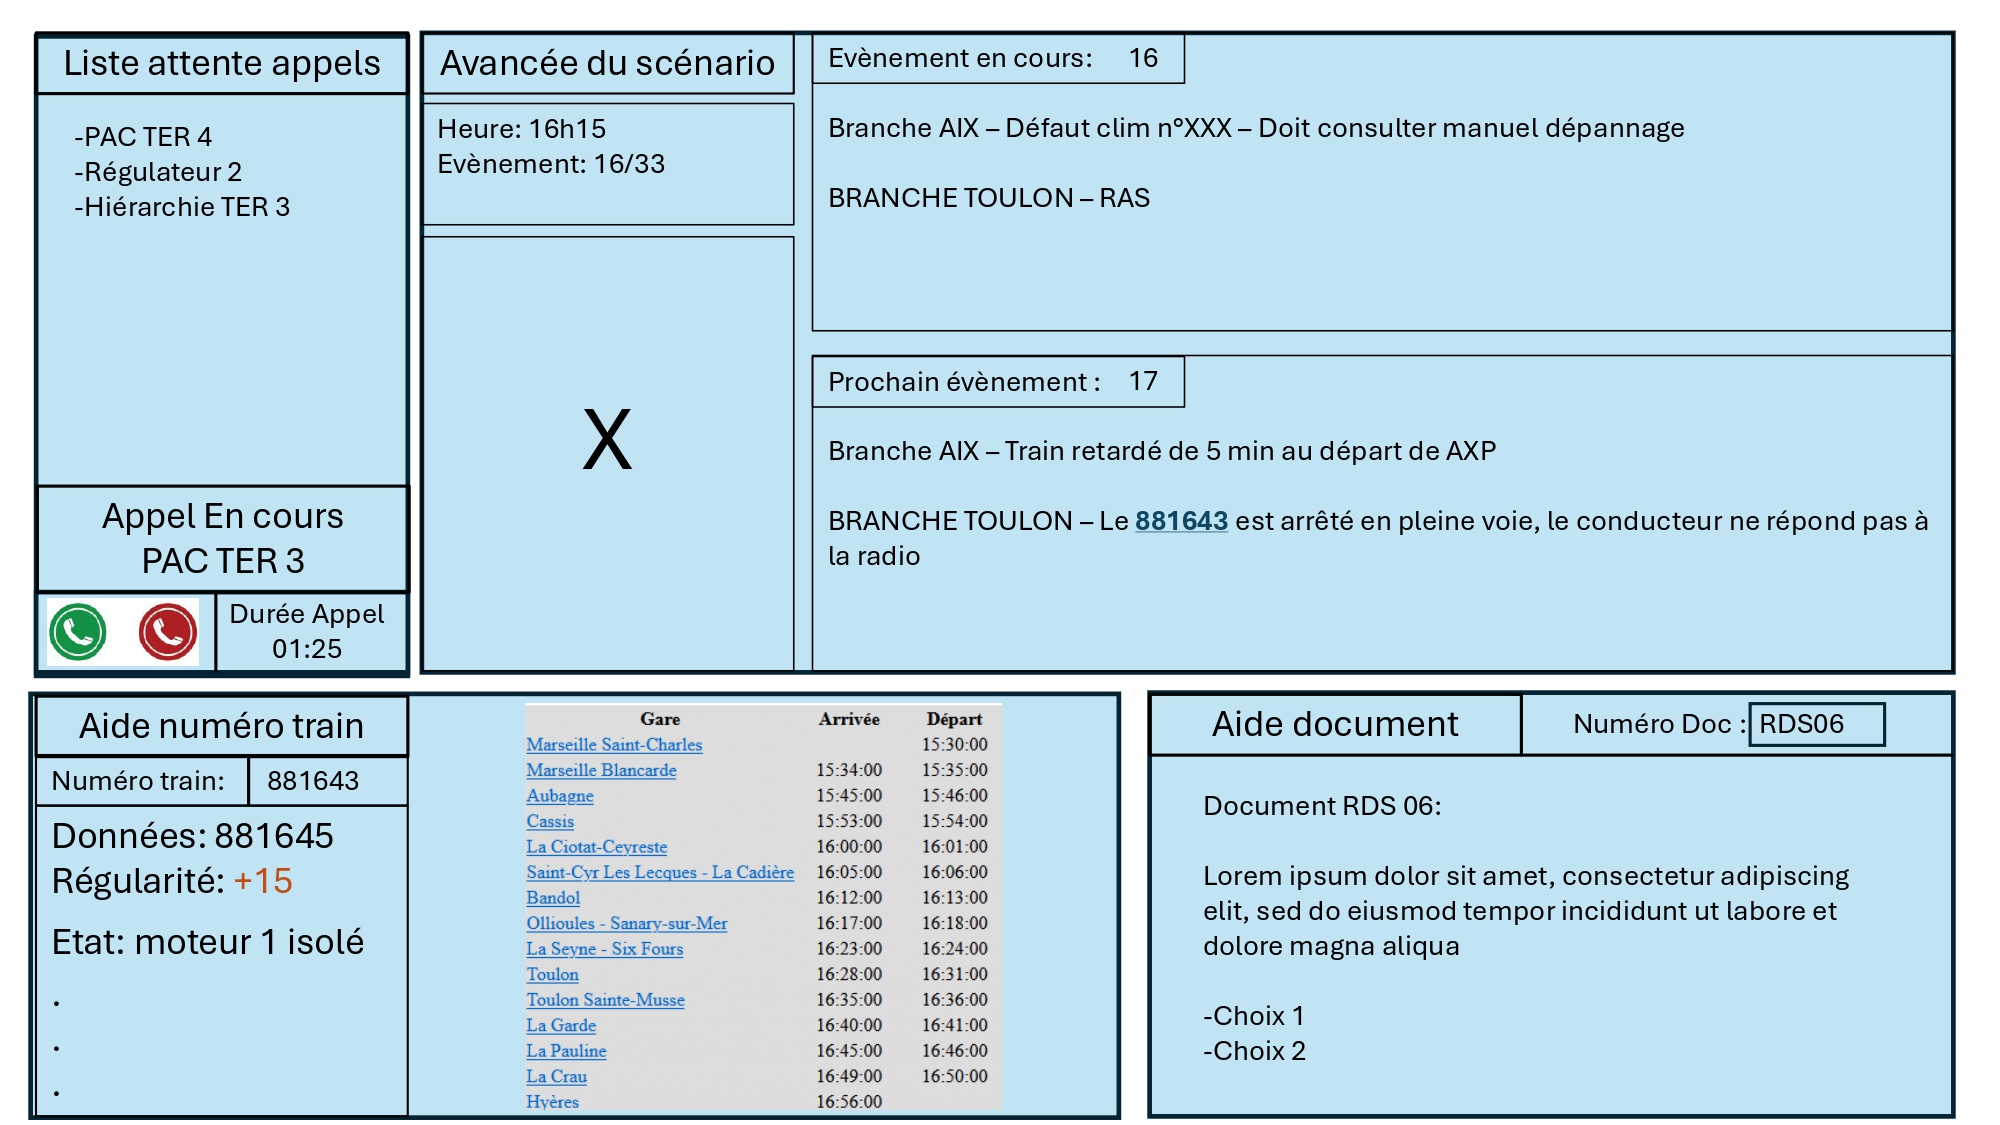 Liste attente appels
-PAC TER 4
-Régulateur 2
-Hiérarchie TER 3
Appel En cours
PAC TER 3
Durée Appel
01:25
Avancée du scénario
Heure: 16h15
Evènement: 16/33
X
Evènement en cours: 16
Branche AIX – Défaut clim n°XXX – Doit consulter manuel dépannage
BRANCHE TOULON – RAS
Prochain évènement : 17
Branche AIX – Train retardé de 5 min au départ de AXP
BRANCHE TOULON – Le 881643 est arrêté en pleine voie, le conducteur ne répond pas à
la radio
Aide numéro train
Numéro train: 881643
Données: 881645
Régularité: +15
Etat: moteur 1 isolé
.
.
.
Gare Arrivée Départ
Marseille Saint-Charles 15:30:00
Marseille Blancarde 15:34:00 15:35:00
Aubagne 15:45:00 15:46:00
Cassis 15:53:00 15:54:00
La Ciotat-Ceyreste 16:00:00 16:01:00
Saint-Cyr Les Lecques - La Cadière 16:05:00 16:06:00
Bandol 16:12:00 16:13:00
Ollioules - Sanary-sur-Mer 16:17:00 16:18:00
La Seyne - Six Fours 16:23:00 16:24:00
Toulon 16:28:00 16:31:00
Toulon Sainte-Musse 16:35:00 16:36:00
La Garde 16:40:00 16:41:00
La Pauline 16:45:00 16:46:00
La Crau 16:49:00 16:50:00
Hyères 16:56:00
Aide document
Numéro Doc : RDS06
Document RDS 06:
Lorem ipsum dolor sit amet, consectetur adipiscing
elit, sed do eiusmod tempor incididunt ut labore et
dolore magna aliqua
-Choix 1
-Choix 2